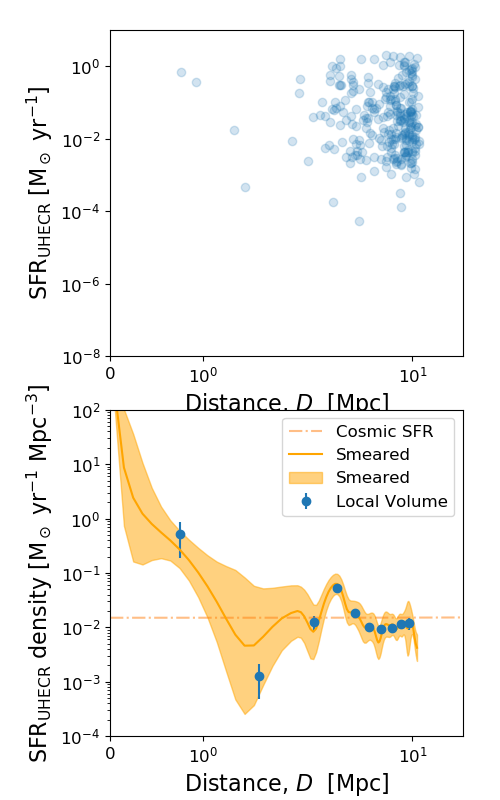 SFR_UHECR [M_⊙ yr^−1]
10^0
10^−2
10^−4
10^−6
10^−8
0
10^0
10^1
Distance, D [Mpc]
SFR_UHECR density [M_⊙ yr^−1 Mpc^−3]
10^2
10^1
10^0
10^−1
10^−2
10^−3
10^−4
Cosmic SFR
Smeared
Smeared
Local Volume
0
10^0
10^1
Distance, D [Mpc]